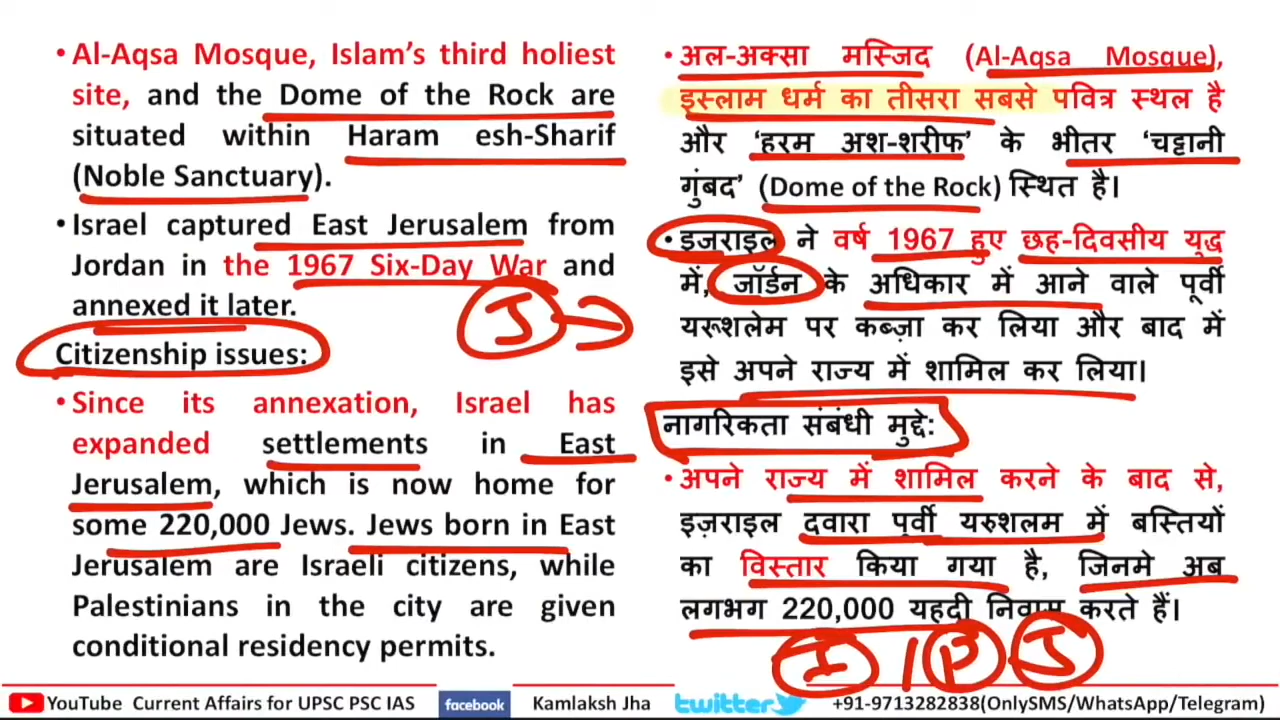 • Al-Aqsa Mosque, Islam's third holiest
site, and the Dome of the Rock are
situated within Haram esh-Sharif
(Noble Sanctuary).
• Israel captured East Jerusalem from
Jordan in the 1967 Six-Day War and
annexed it later.
Citizenship issues:
• Since its annexation, Israel has
expanded settlements in East
Jerusalem, which is now home for
some 220,000 Jews. Jews born in East
Jerusalem are Israeli citizens, while
Palestinians in the city are given
conditional residency permits.
J
• अल-अक्सा मस्जिद (Al-Aqsa Mosque),
इस्लाम धर्म का तीसरा सबसे पवित्र स्थल है
और 'हरम अश-शरीफ' के भीतर 'चट्टानी
गुंबद' (Dome of the Rock) स्थित है।
• इजराइल ने वर्ष 1967 हुए छह-दिवसीय युद्ध
में, जॉर्डन के अधिकार में आने वाले पूर्वी
यरूशलेम पर कब्ज़ा कर लिया और बाद में
इसे अपने राज्य में शामिल कर लिया।
नागरिकता संबंधी मुद्दे:
• अपने राज्य में शामिल करने के बाद से,
इज़राइल द्वारा पूर्वी यरुशलम में बस्तियों
का विस्तार किया गया है, जिनमे अब
लगभग 220,000 यहूदी निवास करते हैं।
I / P J
YouTube Current Affairs for UPSC PSC IAS facebook Kamlaksh Jha twitter +91-9713282838(OnlySMS/WhatsApp/Telegram)